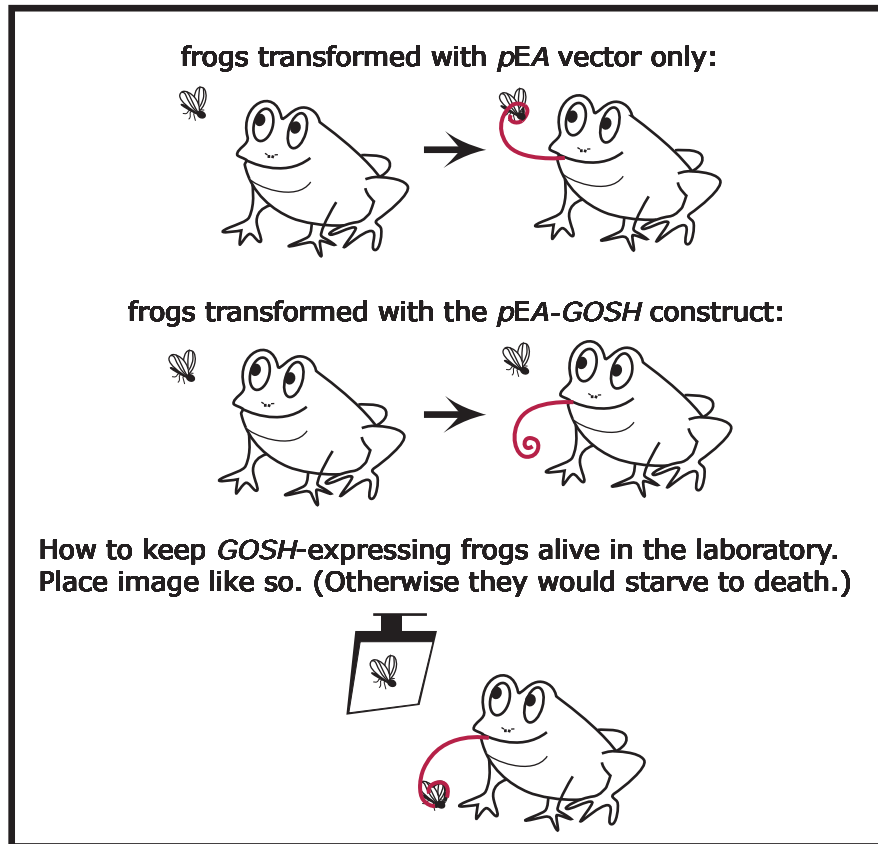 frogs transformed with pEA vector only:
frogs transformed with the pEA-GOSH construct:
How to keep GOSH-expressing frogs alive in the laboratory.
Place image like so. (Otherwise they would starve to death.)